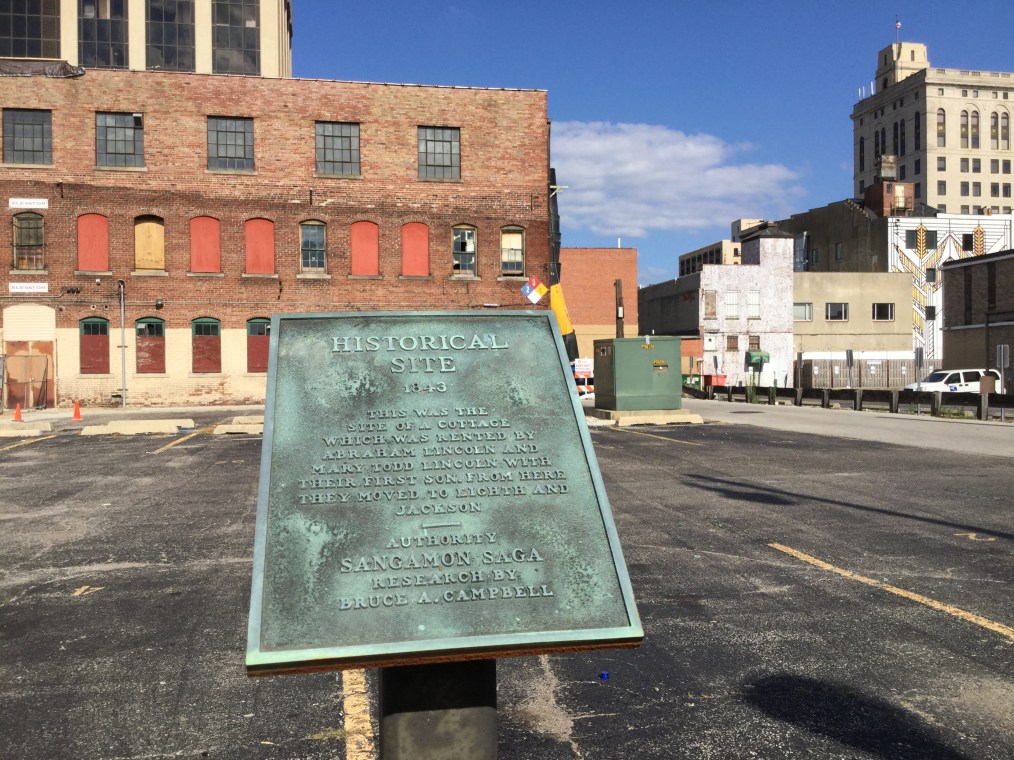 ELEVATOR
ELEVATOR
HISTORICAL
SITE
1843
THIS WAS THE
SITE OF A COTTAGE
WHICH WAS RENTED BY
ABRAHAM LINCOLN AND
MARY TODD LINCOLN WITH
THEIR FIRST SON. FROM HERE
THEY MOVED TO EIGHTH AND
JACKSON
AUTHORITY
SANGAMON SAGA
RESEARCH BY
BRUCE A. CAMPBELL